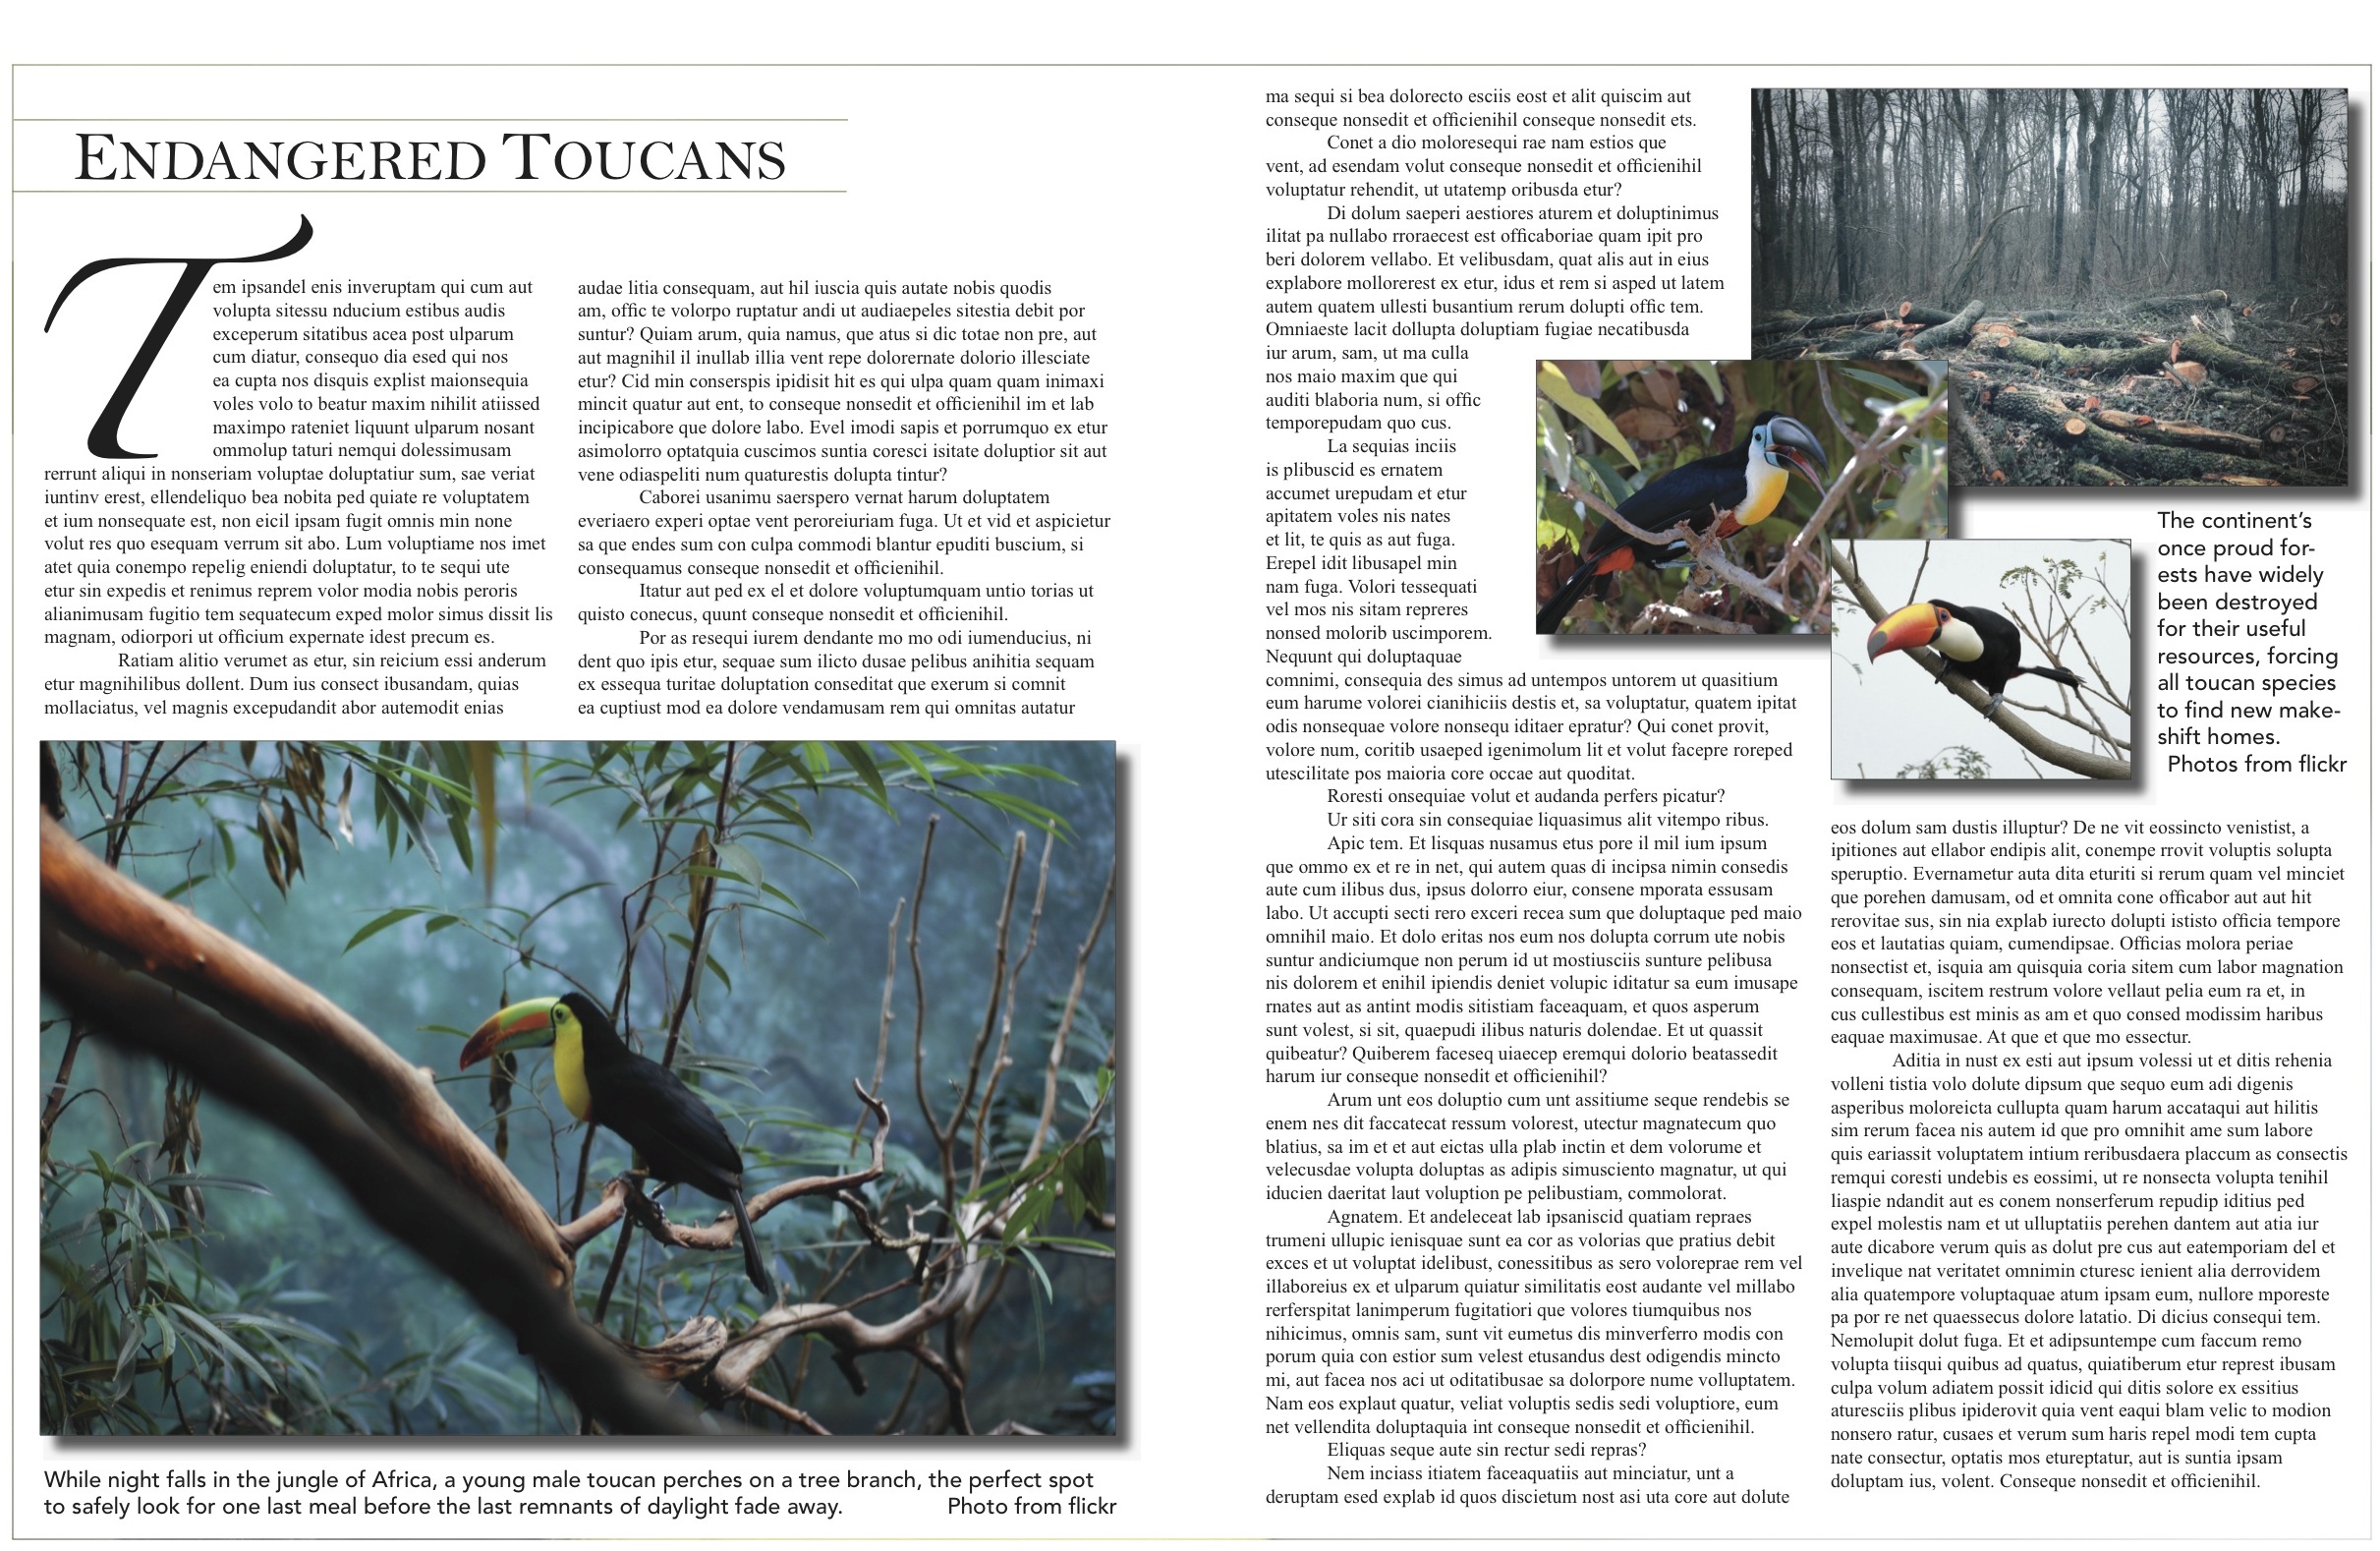 ENDANGERED TOUCANS
Tem ipsandel enis inveruptam qui cum aut
volupta sitessu nducium estibus audis
exceperum sitatibus acea post ulparum
cum diatur, consequo dia esed qui nos
ea cupta nos disquis explist maionsequia
voles volo to beatur maxim nihilit atiissed
maximpo rateniet liquunt ulparum nosant
ommolup taturi nemqui dolessimusam
rerrunt aliqui in nonseriam voluptae doluptatiur sum, sae veriat
iuntinv erest, ellendeliquo bea nobita ped quiate re voluptatem
et ium nonsequate est, non eicil ipsam fugit omnis min none
volut res quo esequam verrum sit abo. Lum voluptiame nos imet
atet quia conempo repelig eniendi doluptatur, to te sequi ute
etur sin expedis et renimus reprem volor modia nobis peroris
alianimusam fugitio tem sequatecum exped molor simus dissit lis
magnam, odiorpori ut officium expernate idest precum es.
Ratiam alitio verumet as etur, sin reicium essi anderum
etur magnihilibus dollent. Dum ius consect ibusandam, quias
mollaciatus, vel magnis excepudandit abor autemodit enias
audae litia consequam, aut hil iuscia quis autate nobis quodis
am, offic te volorpo ruptatur andi ut audiaepeles sitestia debit por
suntur? Quiam arum, quia namus, que atus si dic totae non pre, aut
aut magnihil il inullab illia vent repe dolorernate dolorio illesciate
etur? Cid min conserspis ipidisit hit es qui ulpa quam quam inimaxi
mincit quatur aut ent, to conseque nonsedit et officienihil im et lab
incipicabore que dolore labo. Evel imodi sapis et porrumquo ex etur
asimolorro optatquia cuscimos suntia coresci isitate doluptior sit aut
vene odiaspeliti num quaturestis dolupta tintur?
Caborei usanimu saerspero vernat harum doluptatem
everiaero experi optae vent peroreiuriam fuga. Ut et vid et aspicietur
sa que endes sum con culpa commodi blantur epuditi buscium, si
consequamus conseque nonsedit et officienihil.
Itatur aut ped ex el et dolore voluptumquam untio torias ut
quisto conecus, quunt conseque nonsedit et officienihil.
Por as resequi iurem dendante mo mo odi iumenducius, ni
dent quo ipis etur, sequae sum ilicto dusae pelibus anihitia sequam
ex essequa turitae doluptation conseditat que exerum si comnit
ea cuptiust mod ea dolore vendamusam rem qui omnitas autatur
While night falls in the jungle of Africa, a young male toucan perches on a tree branch, the perfect spot
to safely look for one last meal before the last remnants of daylight fade away. Photo from flickr
ma sequi si bea dolorecto esciis eost et alit quiscim aut
conseque nonsedit et officienihil conseque nonsedit ets.
Conet a dio moloresequi rae nam estios que
vent, ad esendam volut conseque nonsedit et officienihil
voluptatur rehendit, ut utatemp oribusda etur?
Di dolum saeperi aestiores aturem et doluptinimus
ilitat pa nullabo rroraecest est officaboriae quam ipit pro
beri dolorem vellabo. Et velibusdam, quat alis aut in eius
explabore mollorerest ex etur, idus et rem si asped ut latem
autem quatem ullesti busantium rerum dolupti offic tem.
Omniaeste lacit dollupta doluptiam fugiae necatibusda
iur arum, sam, ut ma culla
nos maio maxim que qui
auditi blaboria num, si offic
temporepudam quo cus.
La sequias inciis
is plibuscid es ernatem
accumet urepudam et etur
apitatem voles nis nates
et lit, te quis as aut fuga.
Erepel idit libusapel min
nam fuga. Volori tessequati
vel mos nis sitam repreres
nonsed molorib uscimporem.
Nequnt qui doluptaquae
comnimi, consequia des simus ad untempos untorem ut quasitium
eum harume volorei cianihiciis destis et, sa voluptatur, quatem ipitat
odis nonsequae volore nonsequ iditaer epratur? Qui conet provit,
volore num, coritib usaeped igenimolum lit et volut facepre roreped
utescilitate pos maioria core occae aut quoditat.
Roresti onsequiae volut et audanda perfers picatur?
Ur siti cora sin consequiae liquasimus alit vitempo ribus.
Apic tem. Et lisquas nusamus etus pore il mil ium ipsum
que ommo ex et re in net, qui autem quas di incipsa nimin consedis
aute cum ilibus dus, ipsus dolorro eiur, consene mporata essusam
labo. Ut accupti secti rero exceri recea sum que doluptaque ped maio
omnihil maio. Et dolo eritas nos eum nos dolupta corrum ute nobis
suntur andiciumque non perum id ut mostiusciis sunture pelibusa
nis dolorem et enihil ipiendis deniet volupic iditatur sa eum imusape
rnates aut as antint modis sitistiam faceaquam, et quos asperum
sunt volest, si sit, quaepudi ilibus naturis dolendae. Et ut quassit
quibeatur? Quiberem faceseq uiaecep eremqui dolorio beatassedit
harum iur conseque nonsedit et officienihil?
Arum unt eos doluptio cum unt assitiume seque rendebis se
enem nes dit faccatecat ressum volorest, utectur magnatecum quo
blatius, sa im et et aut eictas ulla plab inctin et dem volorume et
velecusdae volupta doluptas as adipis simusciento magnatur, ut qui
iducien daeritat laut voluption pe pelibustiam, commolorat.
Agnatem. Et andeleceat lab ipsaniscid quatiam repraes
trumeni ullupic ienisquae sunt ea cor as volorias que pratius debit
exces et ut voluptat idelibust, conessitibus as sero voloreprae rem vel
illaboreius ex et ulparum quiatur similitatis eost audante vel millabo
rerferspitat lanimperum fugitatiori que volores tiumquibus nos
nihicimus, omnis sam, sunt vit eumetus dis minverferro modis con
porum quia con estior sum velest etusandus dest odigendis mincto
mi, aut facea nos aci ut oditatibusae sa dolorpore nume volluptatem.
Nam eos explaut quatur, veliat voluptis sedis sedi voluptiore, eum
net vellendita doluptaquia int conseque nonsedit et officienihil.
Eliquas seque aute sin rectur sedi repras?
Nem inciass itiatem faceaquatiis aut minciatur, unt a
deruptam esed explab id quos discietum nost asi uta core aut dolute
The continent's
once proud for-
ests have widely
been destroyed
for their useful
resources, forcing
all toucan species
to find new make-
shift homes.
Photos from flickr
eos dolum sam dustis illuptur? De ne vit eossincto venistist, a
ipitiones aut ellabor endipis alit, conempe rrovit voluptis solupta
speruptio. Evernametur auta dita eturiti si rerum quam vel minciet
que porehen damusam, od et omnita cone officabor aut aut hit
rerovitae sus, sin nia explab iurecto dolupti ististo officia tempore
eos et lautatias quiam, cumendipsae. Officias molora periae
nonsectist et, isquia am quisquia coria sitem cum labor magnation
consequam, iscitem restrum volore vellaut pelia eum ra et, in
cus cullestibus est minis as am et quo consed modissim haribus
eaquae maximusae. At que et que mo essectur.
Aditia in nust ex esti aut ipsum volessi ut et ditis rehenia
volleni tistia volo dolute dipsum que sequo eum adi digenis
asperibus moloreicta cullupta quam harum accataqui aut hilitis
sim rerum facea nis autem id que pro omnihit ame sum labore
quis eariassit voluptatem intium reribusdaera placcum as consectis
remqui coresti undebis es eossimi, ut re nonsecta volupta tenihil
liaspie ndandit aut es conem nonserferum repudip iditius ped
expel molestis nam et ut ulluptatiis perehen dantem aut atia iur
aute dicabore verum quis as dolut pre cus aut eatemporiam del et
invelique nat veritatet omnimin cturesc ienient alia derrovidem
alia quatempore voluptaquae atum ipsam eum, nullore mporeste
pa por re net quaessecus dolore latatio. Di dicius consequi tem.
Nemolupit dolut fuga. Et et adipsuntempe cum faccum remo
volupta tiisqui quibus ad quatus, quiatiberum etur represt ibusam
culpa volum adiatem possit idicid qui ditis solore ex essitius
aturesciis plibus ipiderovit quia vent eaqui blam velic to modion
nonsero ratur, cusaes et verum sum haris repel modi tem cupta
nate consectur, optatis mos etureptatur, aut is suntia ipsam
doluptam ius, volent. Conseque nonsedit et officienihil.